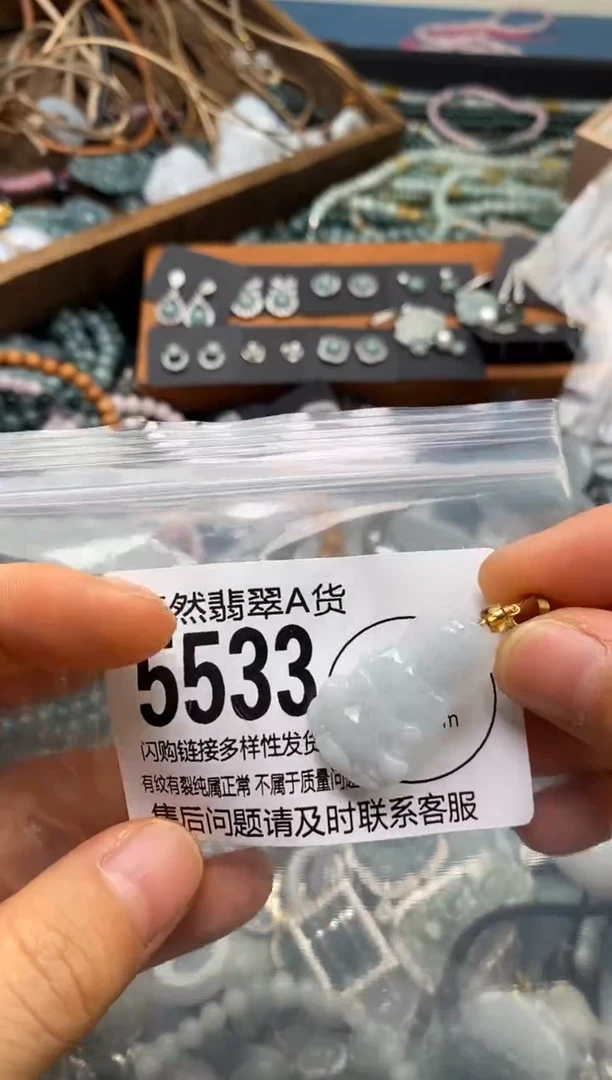 然翡翠A货
5533
闪购链接多样性发货
有纹有裂纯属正常 不属于质量问题
售后问题请及时联系客服